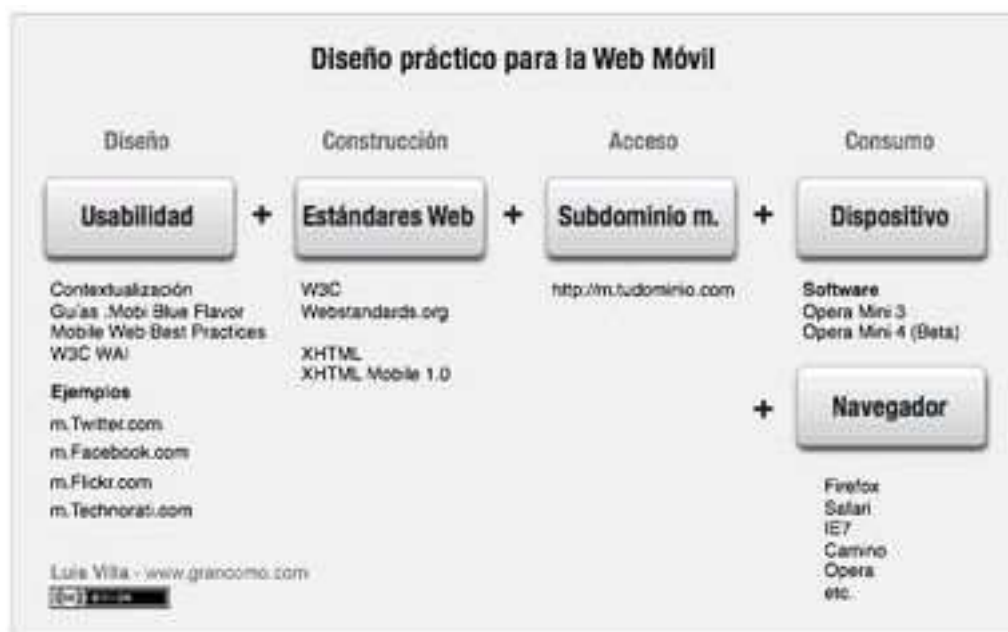 Diseño práctico para la Web Móvil
Diseño
Usabilidad
Contextualización
Guías .Mobi Blue Flavor
Mobile Web Best Practices
W3C WAI
Ejemplos
m.Twitter.com
m.Facebook.com
m.Flickr.com
m.Technorati.com
+
Construcción
Estándares Web
W3C
Webstandards.org
XHTML
XHTML Mobile 1.0
+
Acceso
Subdominio m.
http://m.tudominio.com
+
Consumo
Dispositivo
Software
Opera Mini 3
Opera Mini 4 (Beta)
+
Navegador
Firefox
Safari
IE7
Camino
Opera
etc.
Luis Villa - www.grancomo.com
(cc)